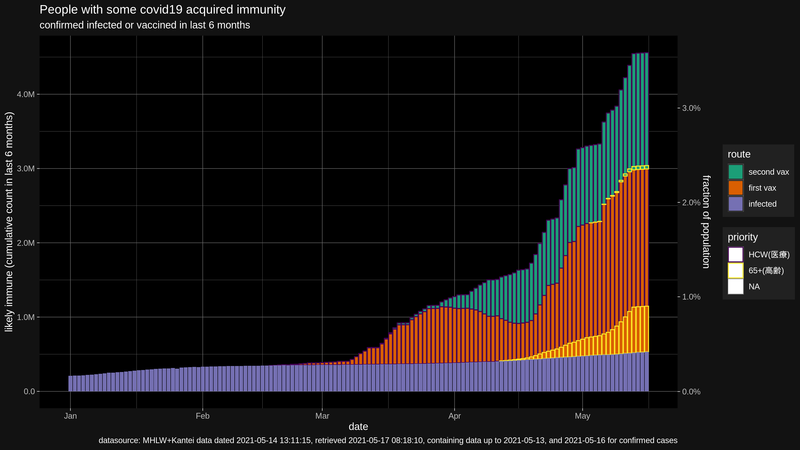 People with some covid19 acquired immunity
confirmed infected or vaccined in last 6 months
likely immune (cumulative count in last 6 months)
4.0M
3.0M
2.0M
1.0M
0.0
Jan
Feb
Mar
Apr
May
date
3.0%
2.0%
1.0%
0.0%
fraction of population
route
second vax
first vax
infected
priority
HCW(医療)
65+(高齢)
NA
datasource: MHLW+Kantei data dated 2021-05-14 13:11:15, retrieved 2021-05-17 08:18:10, containing data up to 2021-05-13, and 2021-05-16 for confirmed cases